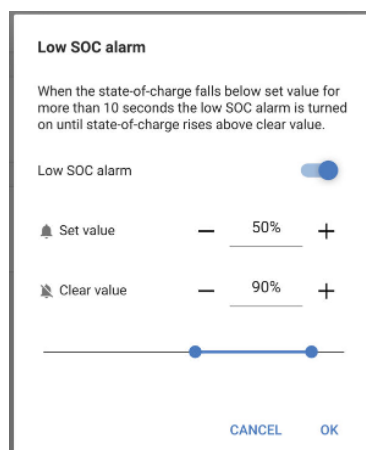 Low SOC alarm
When the state-of-charge falls below set value for
more than 10 seconds the low SOC alarm is turned
on until state-of-charge rises above clear value.
Low SOC alarm
Set value − 50% +
Clear value − 90% +
CANCEL OK